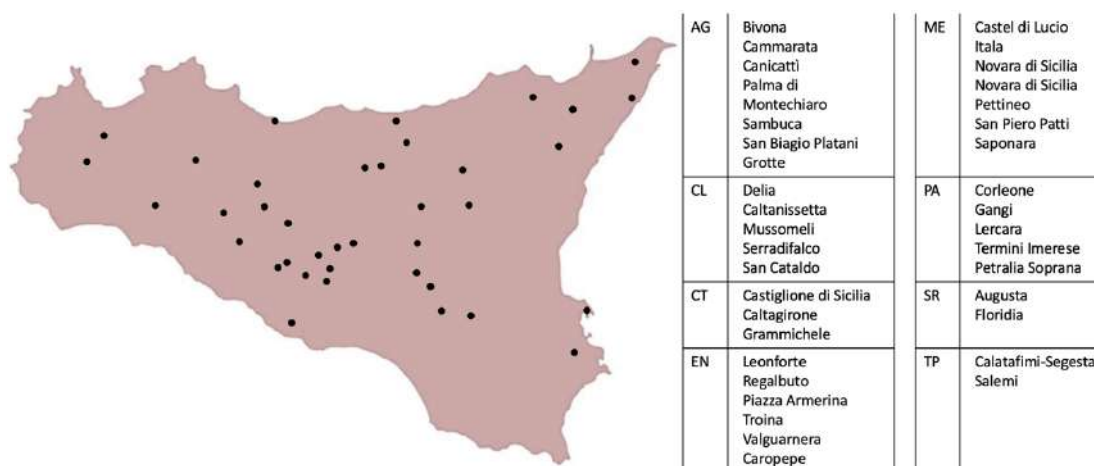 AG
Bivona
Cammarata
Canicattì
Palma di
Montechiaro
Sambuca
San Biagio Platani
Grotte
ME
Castel di Lucio
Itala
Novara di Sicilia
Novara di Sicilia
Pettineo
San Piero Patti
Saponara
CL
Delia
Caltanissetta
Mussomeli
Serradifalco
San Cataldo
PA
Corleone
Gangi
Lercara
Termini Imerese
Petralia Soprana
CT
Castiglione di Sicilia
Caltagirone
Grammichele
SR
Augusta
Floridia
EN
Leonforte
Regalbuto
Piazza Armerina
Troina
Valguarnera
Caropepe
TP
Calatafimi-Segesta
Salemi